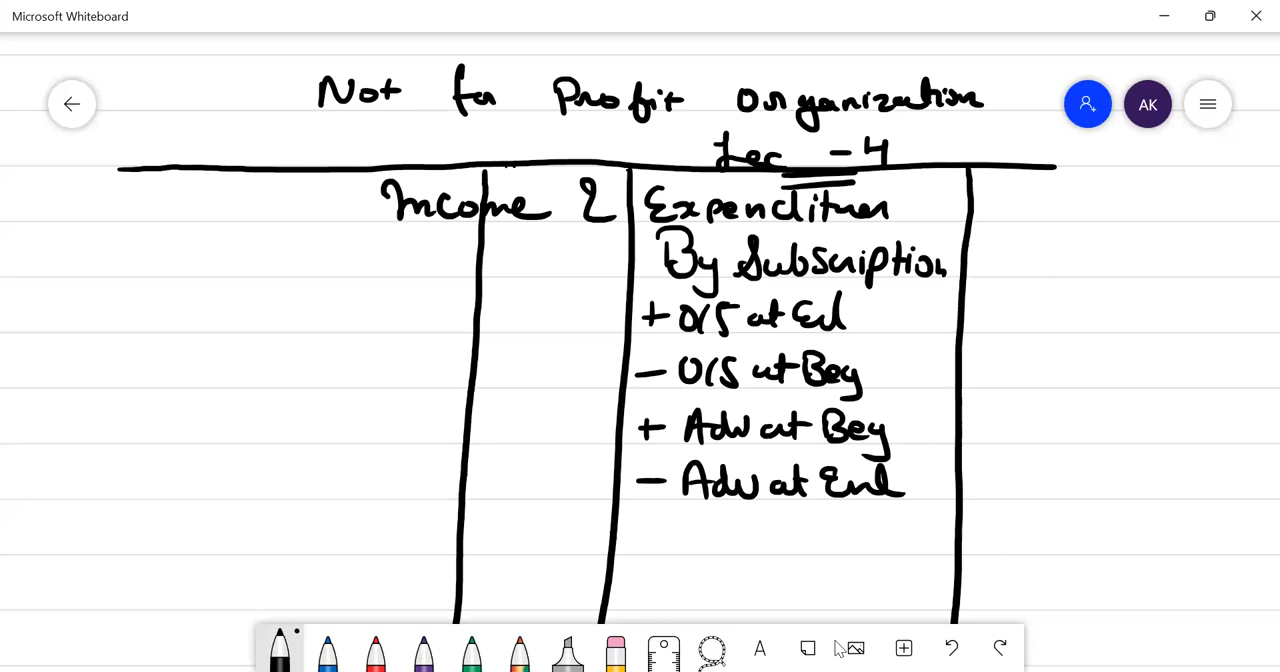 Microsoft Whiteboard
Not for Profit Organization
Lec - 4
AK
Income & Expenditure
By Subscription
+ O/S at End
- O/S at Beg
+ Adv at Beg
- Adv at End
A